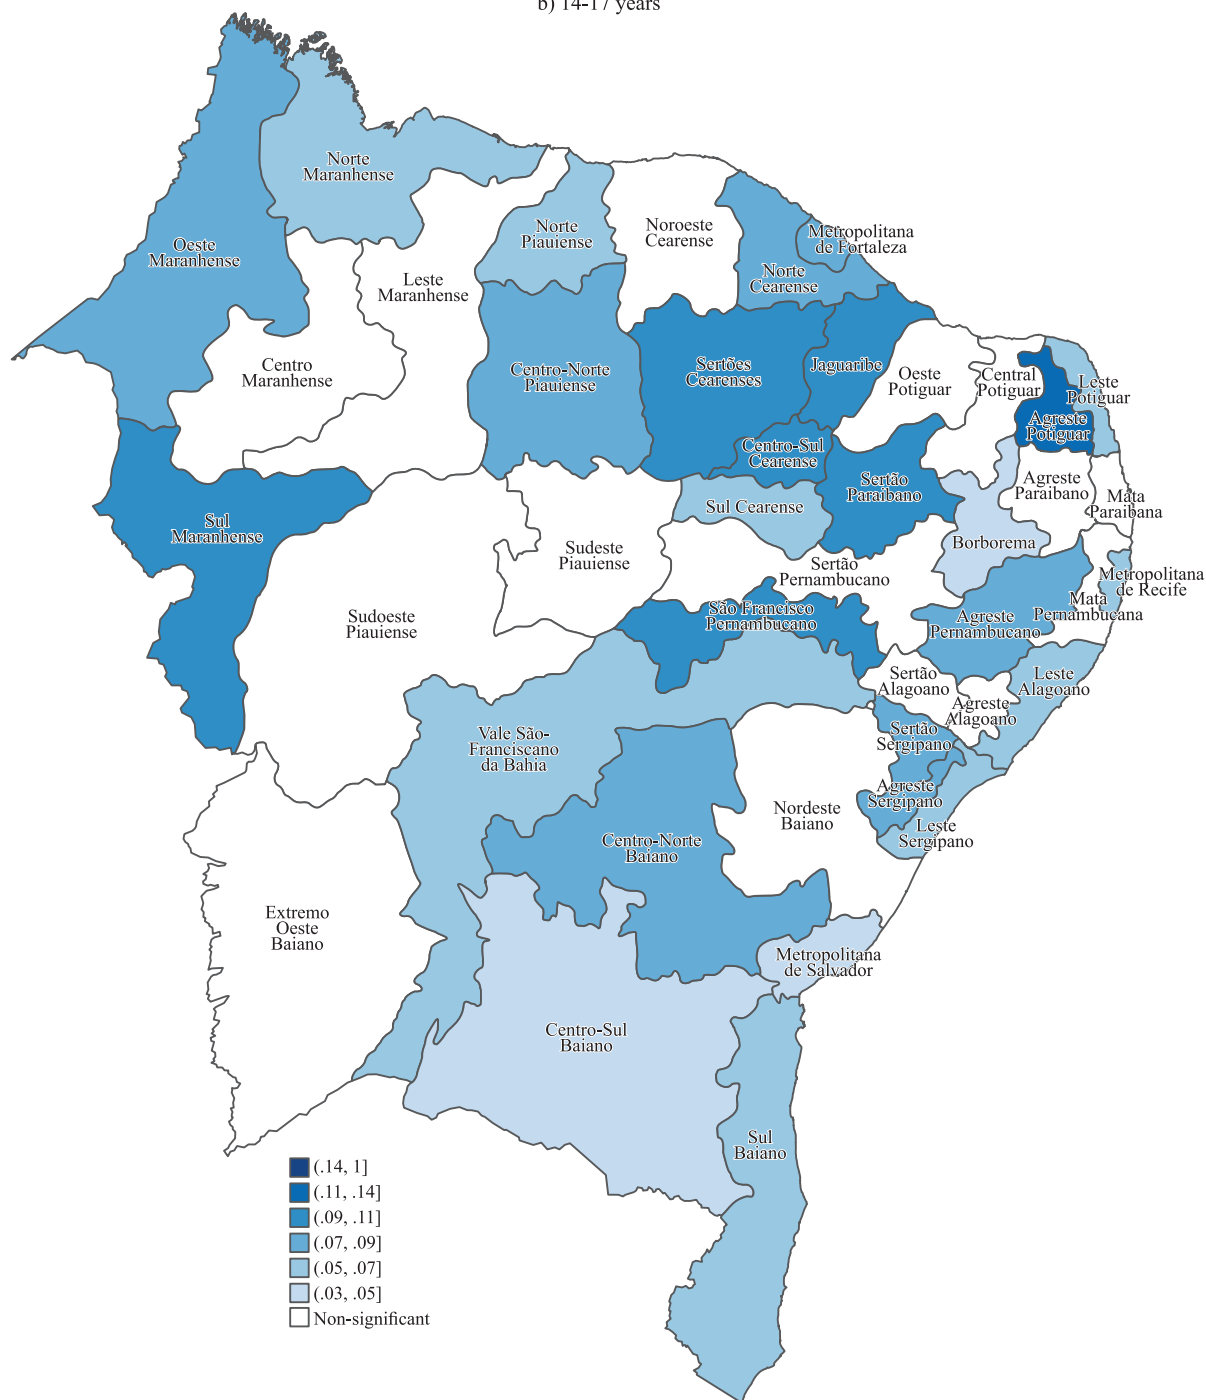 b) 14-17 years
Norte
Maranhense
Oeste
Maranhense
Leste
Maranhense
Centro
Maranhense
Norte
Piauiense
Noroeste
Cearense
Metropolitana
de Fortaleza
Norte
Cearense
Centro-Norte
Piauiense
Sertões
Cearenses
Jaguaribe
Oeste
Potiguar
Central
Potiguar
Leste
Potiguar
Agreste
Potiguar
Centro-Sul
Cearense
Sertão
Paraibano
Agreste
Paraibano
Mata
Paraibana
Sul Cearense
Borborema
Sul
Maranhense
Sudeste
Piauiense
Sertão
Pernambucano
Metropolitana
de Recife
Mata
Pernambucana
São Francisco
Pernambucano
Agreste
Pernambucano
Sudoeste
Piauiense
Sertão
Alagoano
Leste
Alagoano
Agreste
Alagoano
Vale São-
Franciscano
da Bahia
Sertão
Sergipano
Agreste
Sergipano
Leste
Sergipano
Nordeste
Baiano
Centro-Norte
Baiano
Extremo
Oeste
Baiano
Metropolitana
de Salvador
Centro-Sul
Baiano
Sul
Baiano
(.14, 1]
(.11, .14]
(.09, .11]
(.07, .09]
(.05, .07]
(.03, .05]
Non-significant